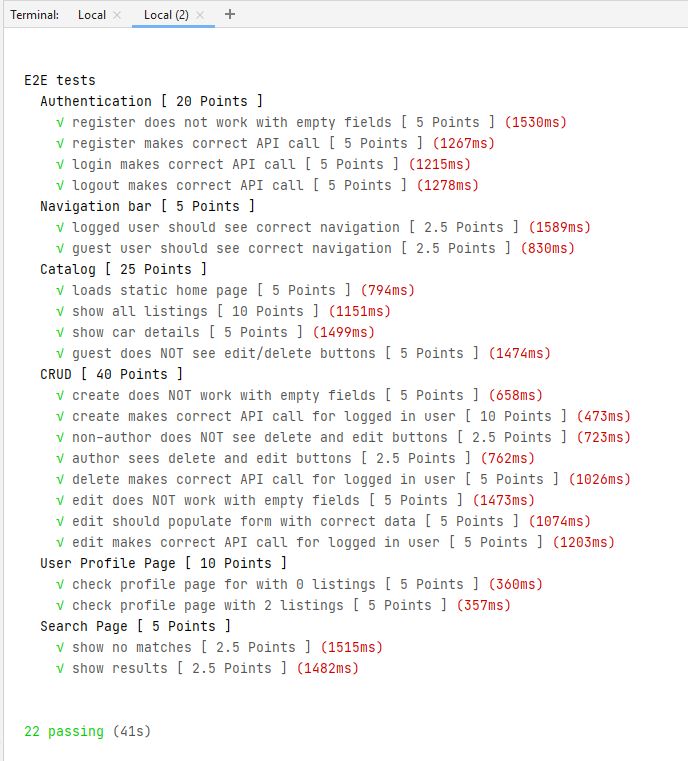 Terminal: Local × Local (2) × +
E2E tests
Authentication [ 20 Points ]
√ register does not work with empty fields [ 5 Points ] (1530ms)
√ register makes correct API call [ 5 Points ] (1267ms)
√ login makes correct API call [ 5 Points ] (1215ms)
√ logout makes correct API call [ 5 Points ] (1278ms)
Navigation bar [ 5 Points ]
√ logged user should see correct navigation [ 2.5 Points ] (1589ms)
√ guest user should see correct navigation [ 2.5 Points ] (830ms)
Catalog [ 25 Points ]
√ loads static home page [ 5 Points ] (794ms)
√ show all listings [ 10 Points ] (1151ms)
√ show car details [ 5 Points ] (1499ms)
√ guest does NOT see edit/delete buttons [ 5 Points ] (1474ms)
CRUD [ 40 Points ]
√ create does NOT work with empty fields [ 5 Points ] (658ms)
√ create makes correct API call for logged in user [ 10 Points ] (473ms)
√ non-author does NOT see delete and edit buttons [ 2.5 Points ] (723ms)
√ author sees delete and edit buttons [ 2.5 Points ] (762ms)
√ delete makes correct API call for logged in user [ 5 Points ] (1026ms)
√ edit does NOT work with empty fields [ 5 Points ] (1473ms)
√ edit should populate form with correct data [ 5 Points ] (1074ms)
√ edit makes correct API call for logged in user [ 5 Points ] (1203ms)
User Profile Page [ 10 Points ]
√ check profile page for with 0 listings [ 5 Points ] (360ms)
√ check profile page with 2 listings [ 5 Points ] (357ms)
Search Page [ 5 Points ]
√ show no matches [ 2.5 Points ] (1515ms)
√ show results [ 2.5 Points ] (1482ms)
22 passing (41s)